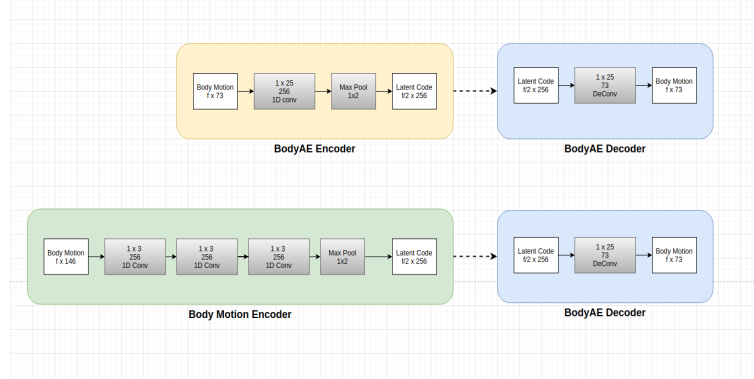 Body Motion
f x 73
1 x 25
256
1D conv
Max Pool
1x2
Latent Code
f/2 x 256
Latent Code
f/2 x 256
1 x 25
73
DeConv
Body Motion
f x 73
BodyAE Encoder
BodyAE Decoder
Body Motion
f x 146
1 x 3
256
1D Conv
1 x 3
256
1D Conv
1 x 3
256
1D Conv
Max Pool
1x2
Latent Code
f/2 x 256
Latent Code
f/2 x 256
1 x 25
73
DeConv
Body Motion
f x 73
Body Motion Encoder
BodyAE Decoder